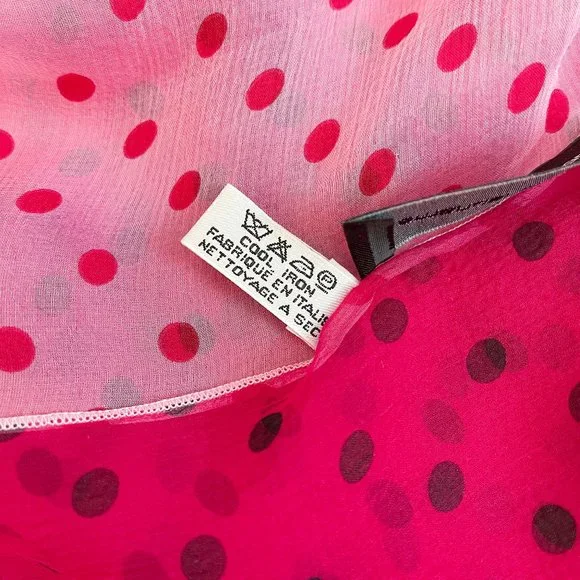 P
COOL IRON
FABRIQUÉ EN ITALIE
NETTOYAGE A SEC